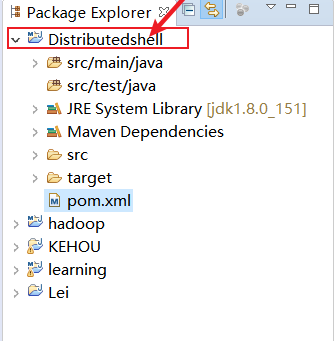 Package Explorer
Distributedshell
src/main/java
src/test/java
JRE System Library [jdk1.8.0_151]
Maven Dependencies
src
target
pom.xml
hadoop
KEHOU
learning
Lei